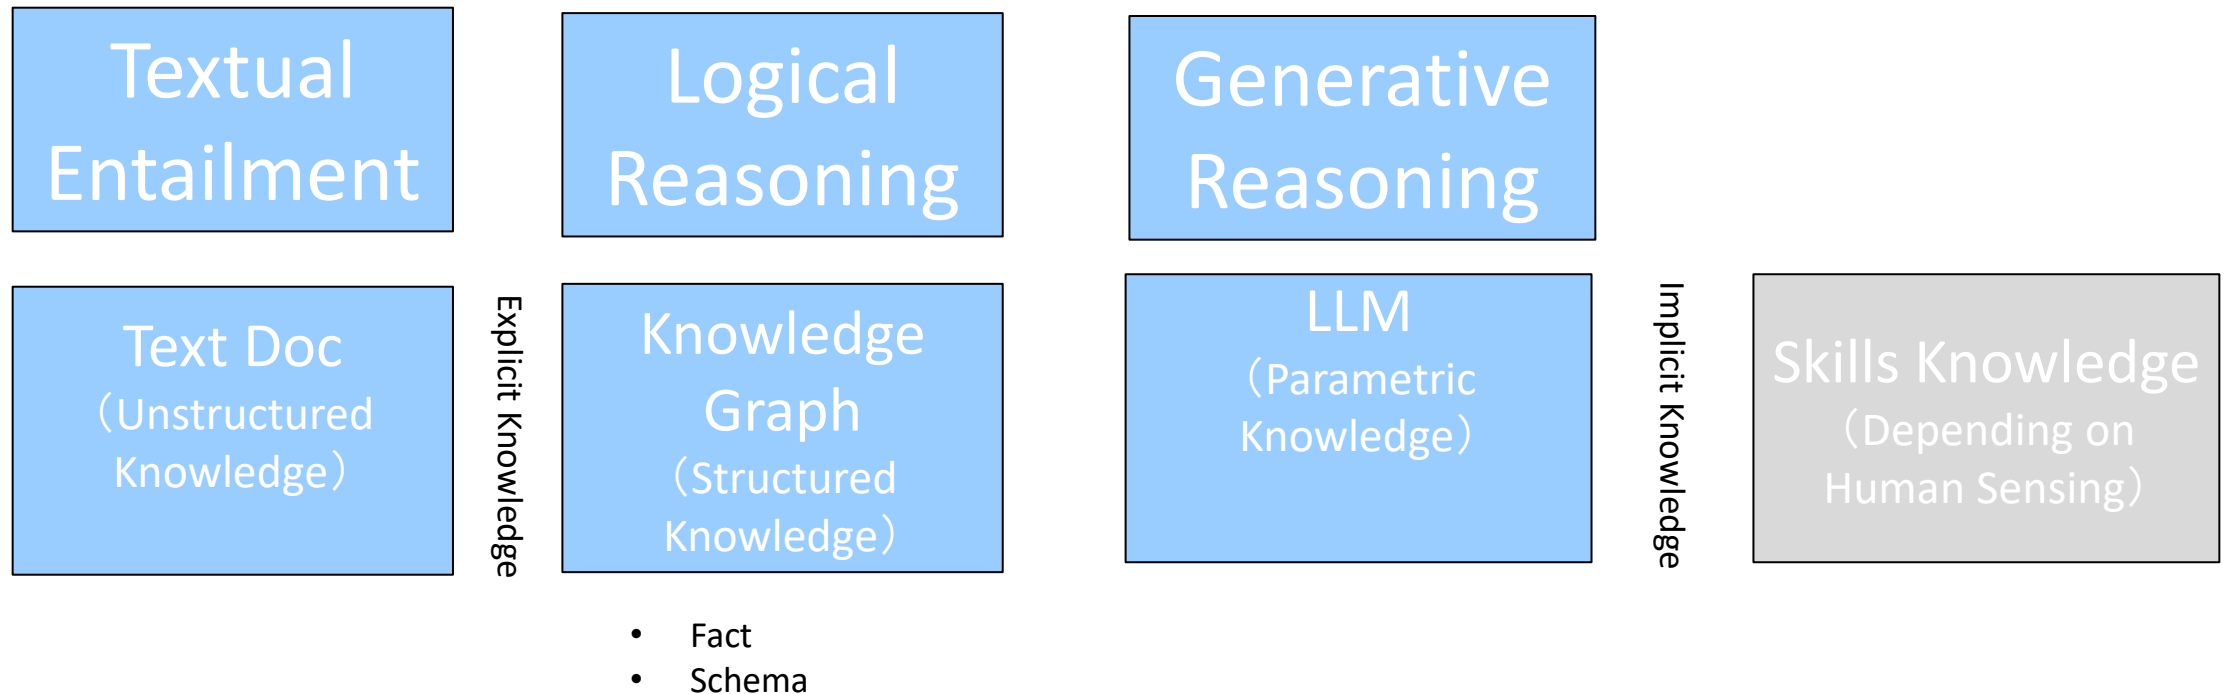 Textual
Entailment
Logical
Reasoning
Generative
Reasoning
Text Doc
（Unstructured
Knowledge）
Explicit Knowledge
Knowledge
Graph
（Structured
Knowledge）
LLM
（Parametric
Knowledge）
Implicit Knowledge
Skills Knowledge
（Depending on
Human Sensing）
• Fact
• Schema